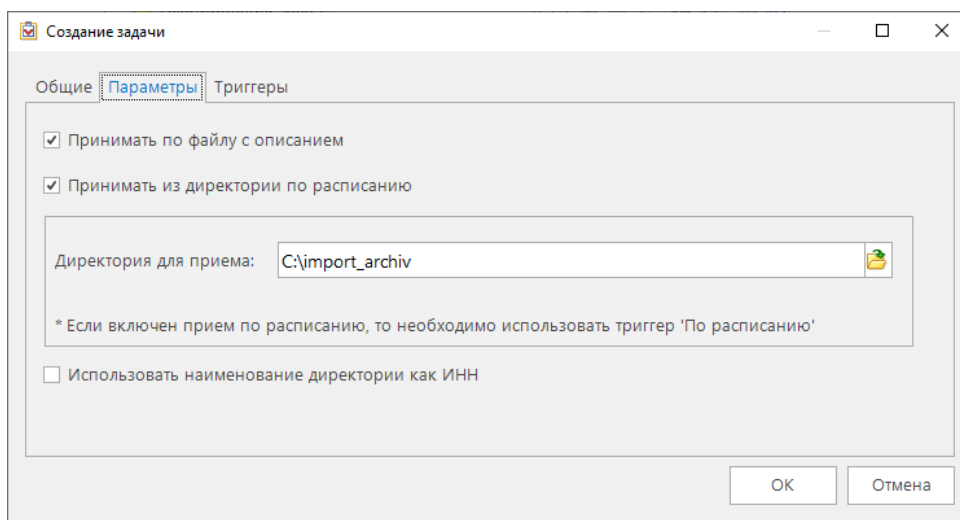 Создание задачи
Общие Параметры Триггеры
Принимать по файлу с описанием
Принимать из директории по расписанию
Директория для приема: C:\import_archiv
* Если включен прием по расписанию, то необходимо использовать триггер 'По расписанию'
Использовать наименование директории как ИНН
ОК Отмена